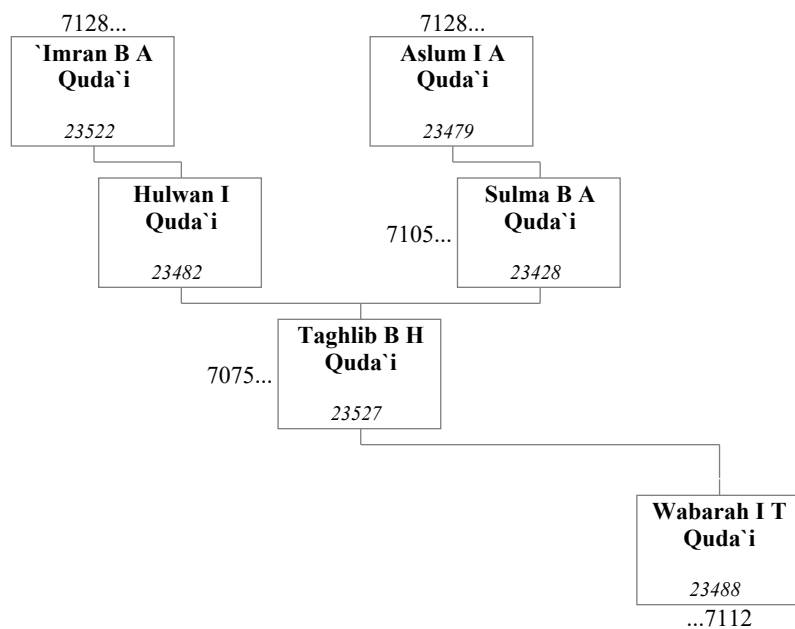 7128...
7128...
`Imran B A
Quda`i
23522
Aslum I A
Quda`i
23479
Hulwan I
Quda`i
23482
7105...
Sulma B A
Quda`i
23428
7075...
Taghlib B H
Quda`i
23527
Wabarah I T
Quda`i
23488
...7112